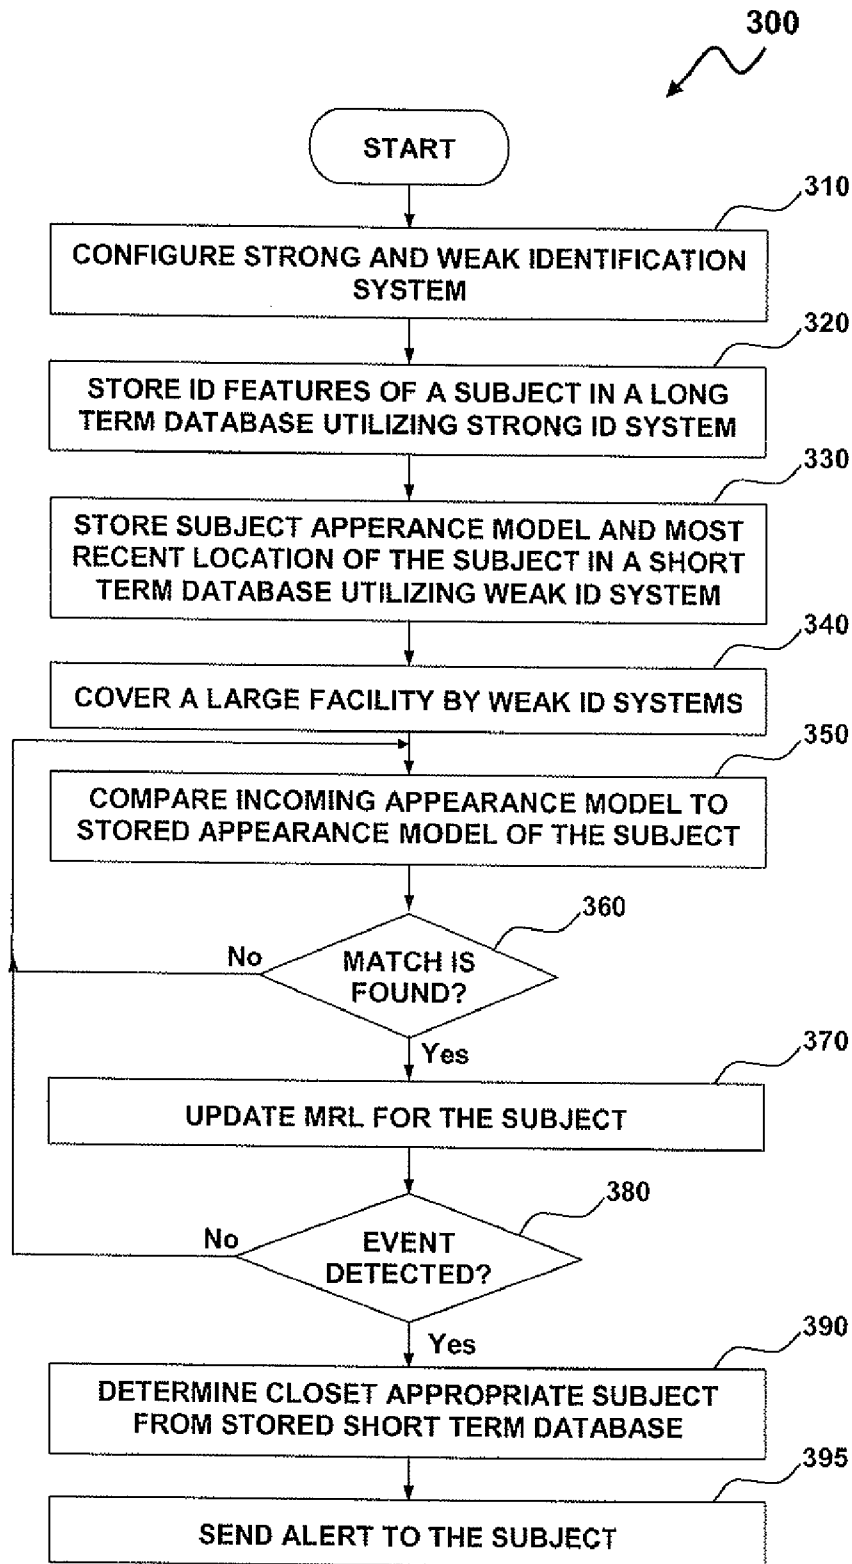 300
START
310
CONFIGURE STRONG AND WEAK IDENTIFICATION
SYSTEM
320
STORE ID FEATURES OF A SUBJECT IN A LONG
TERM DATABASE UTILIZING STRONG ID SYSTEM
330
STORE SUBJECT APPERANCE MODEL AND MOST
RECENT LOCATION OF THE SUBJECT IN A SHORT
TERM DATABASE UTILIZING WEAK ID SYSTEM
340
COVER A LARGE FACILITY BY WEAK ID SYSTEMS
350
COMPARE INCOMING APPEARANCE MODEL TO
STORED APPEARANCE MODEL OF THE SUBJECT
360
No
MATCH IS
FOUND?
Yes
370
UPDATE MRL FOR THE SUBJECT
380
No
EVENT
DETECTED?
Yes
390
DETERMINE CLOSET APPROPRIATE SUBJECT
FROM STORED SHORT TERM DATABASE
395
SEND ALERT TO THE SUBJECT